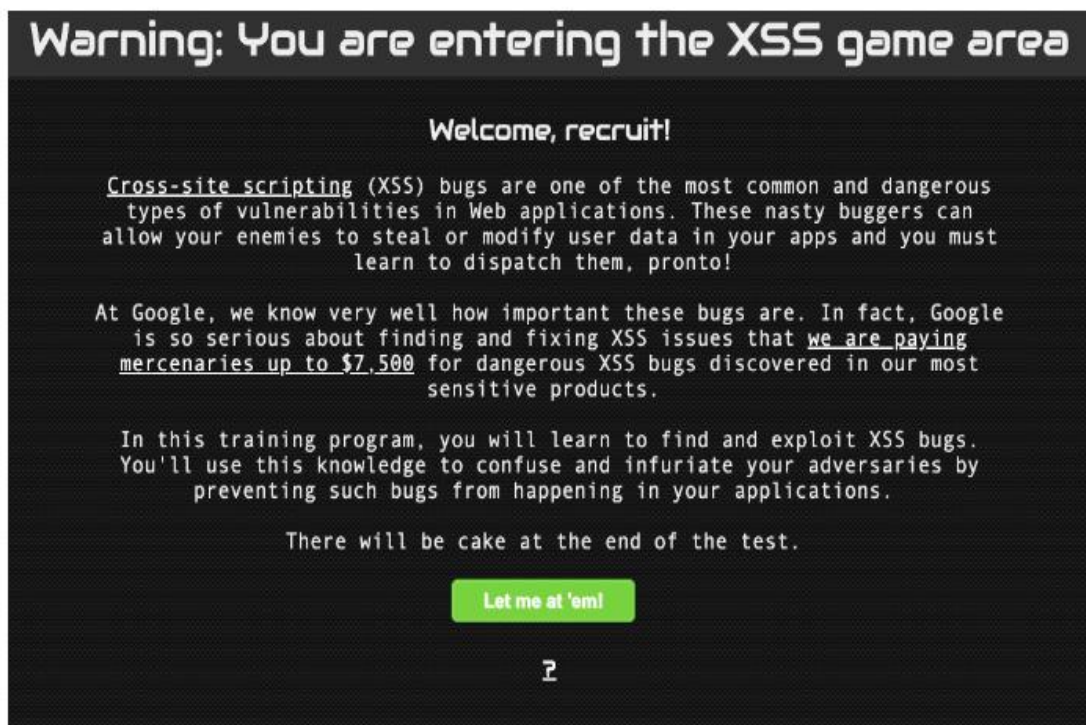 Warning: You are entering the XSS game area
Welcome, recruit!
Cross-site scripting (XSS) bugs are one of the most common and dangerous
types of vulnerabilities in Web applications. These nasty buggers can
allow your enemies to steal or modify user data in your apps and you must
learn to dispatch them, pronto!
At Google, we know very well how important these bugs are. In fact, Google
is so serious about finding and fixing XSS issues that we are paying
mercenaries up to $7,500 for dangerous XSS bugs discovered in our most
sensitive products.
In this training program, you will learn to find and exploit XSS bugs.
You'll use this knowledge to confuse and infuriate your adversaries by
preventing such bugs from happening in your applications.
There will be cake at the end of the test.
Let me at 'em!
?